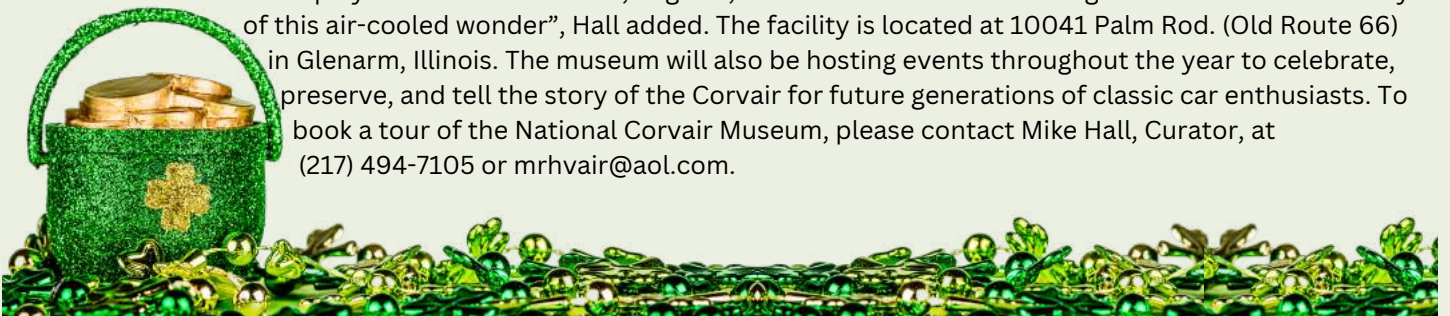 of this air-cooled wonder”, Hall added. The facility is located at 10041 Palm Rod. (Old Route 66)
in Glenarm, Illinois. The museum will also be hosting events throughout the year to celebrate,
preserve, and tell the story of the Corvair for future generations of classic car enthusiasts. To
book a tour of the National Corvair Museum, please contact Mike Hall, Curator, at
(217) 494-7105 or mrhvair@aol.com.